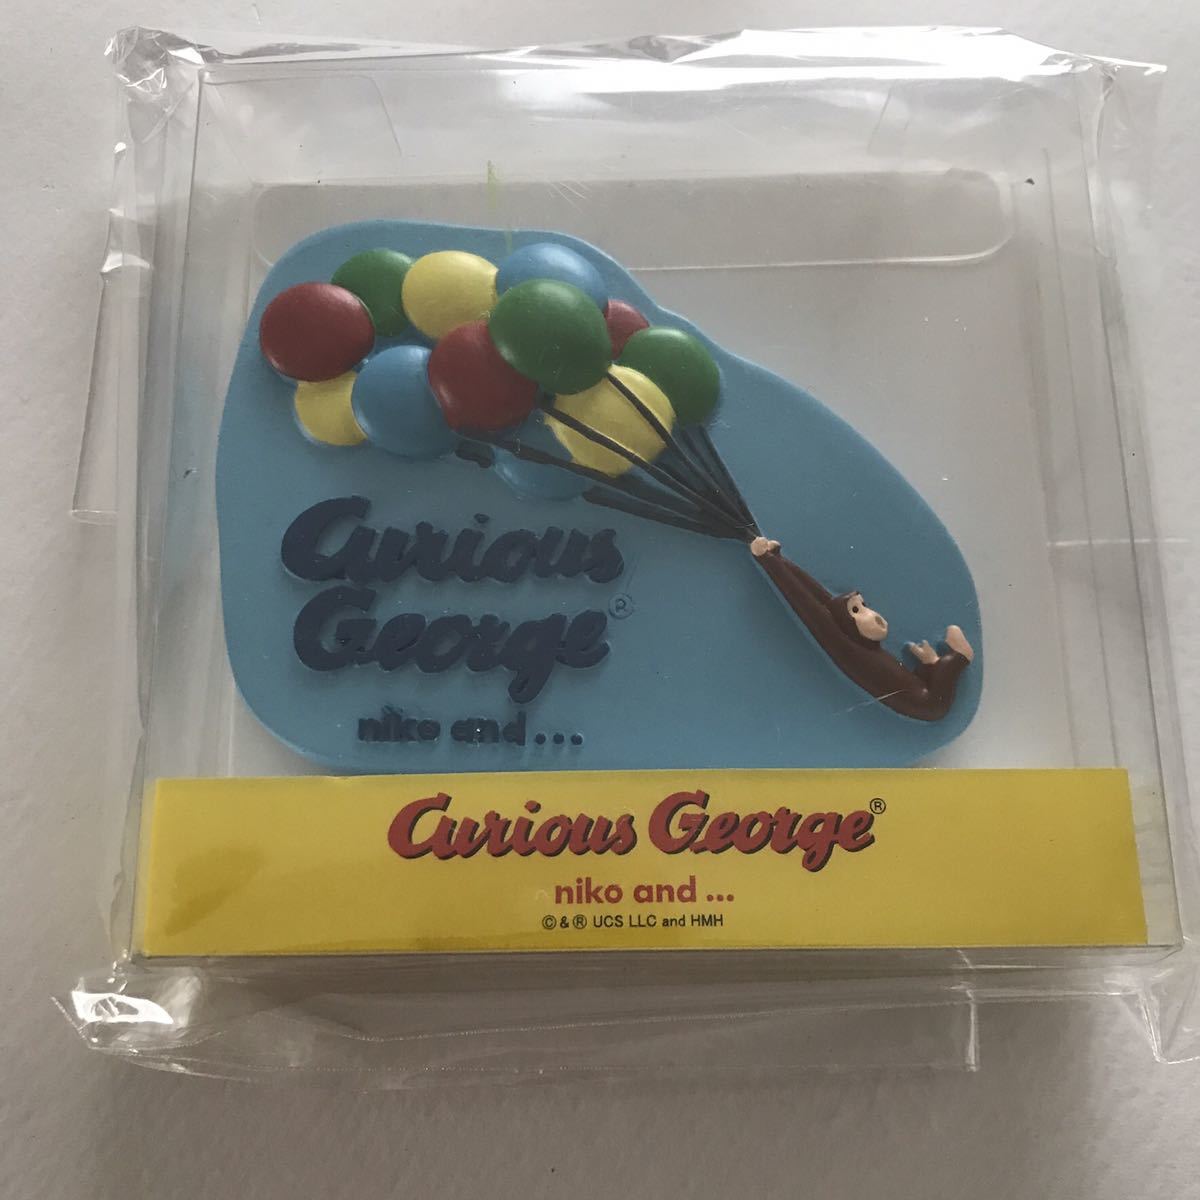 Curious
George®
niko and ...
Curious George®
niko and ...
© & ® UCS LLC and HMH